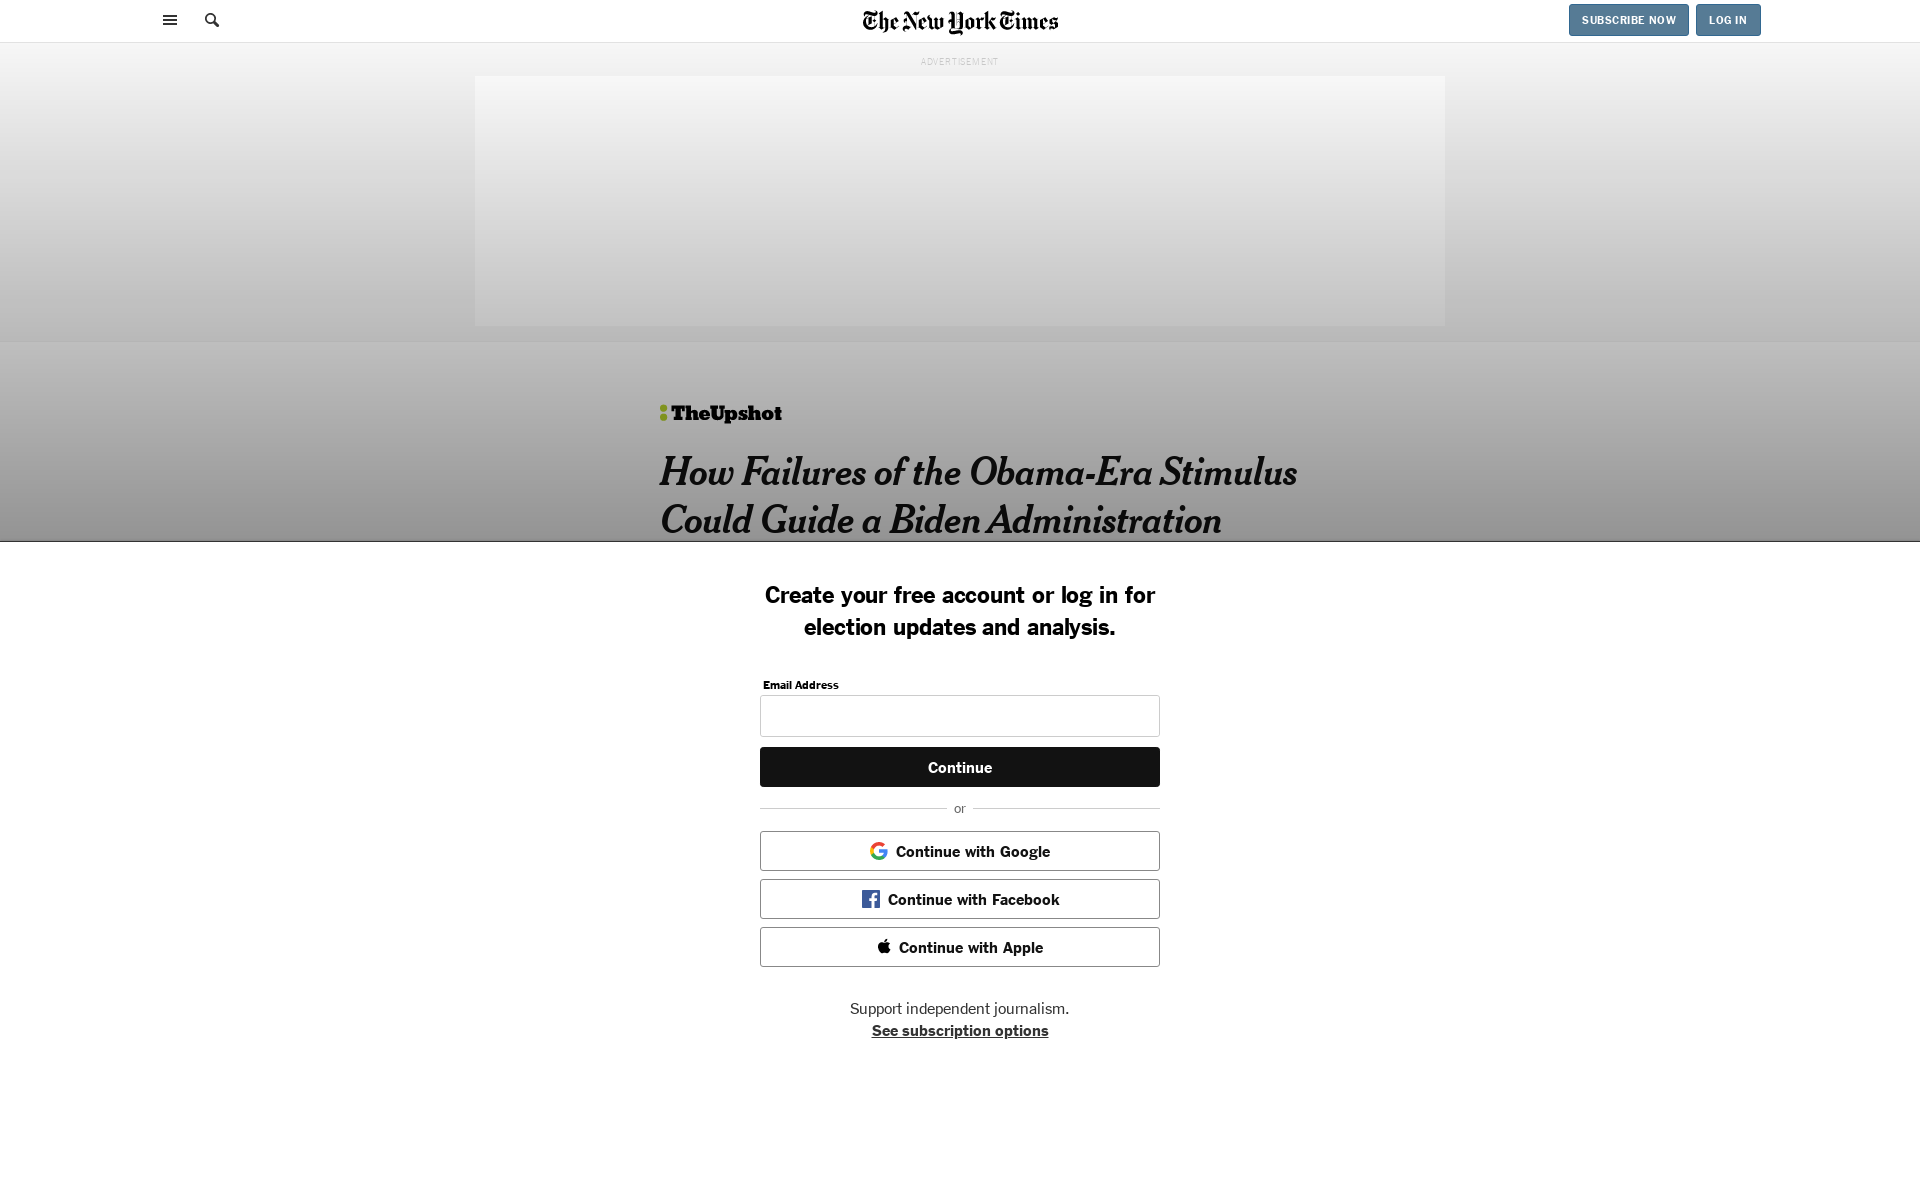 The New York Times
SUBSCRIBE NOW
LOG IN
ADVERTISEMENT
TheUpshot
How Failures of the Obama-Era Stimulus
Could Guide a Biden Administration
Create your free account or log in for
election updates and analysis.
Email Address
Continue
or
Continue with Google
Continue with Facebook
Continue with Apple
Support independent journalism.
See subscription options